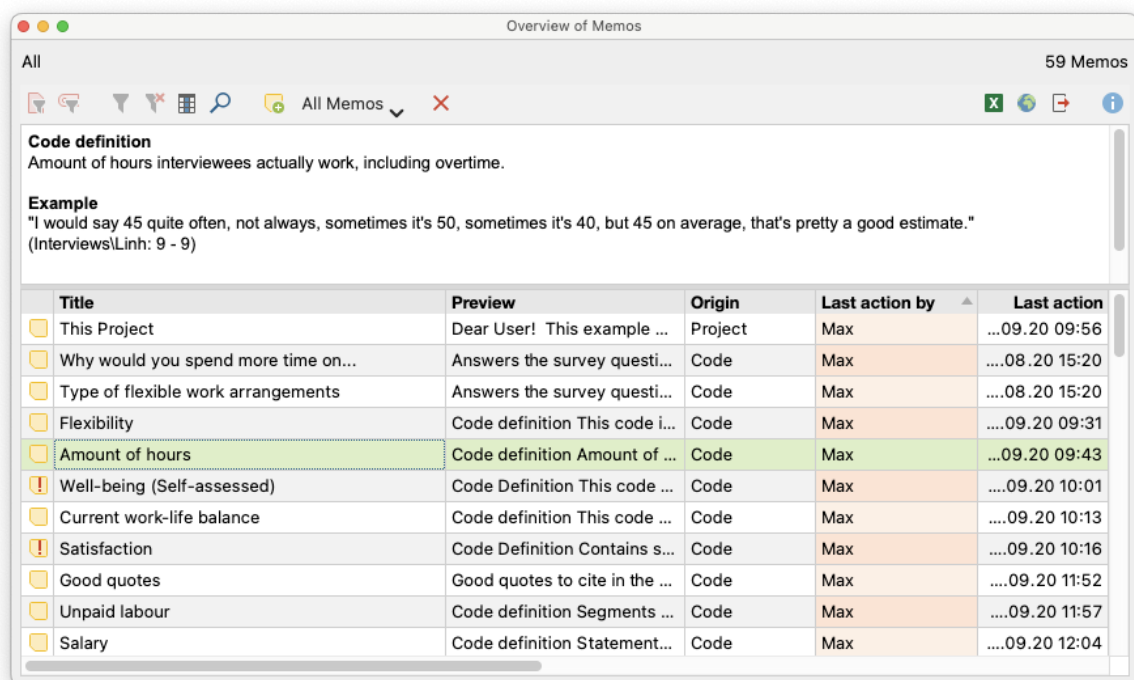 Overview of Memos
All 59 Memos
All Memos
Code definition
Amount of hours interviewees actually work, including overtime.
Example
"I would say 45 quite often, not always, sometimes it's 50, sometimes it's 40, but 45 on average, that's pretty a good estimate."
(Interviews\Linh: 9 - 9)
Title Preview Origin Last action by Last action
This Project Dear User! This example ... Project Max ...09.20 09:56
Why would you spend more time on... Answers the survey questi... Code Max ....08.20 15:20
Type of flexible work arrangements Answers the survey questi... Code Max ....08.20 15:20
Flexibility Code definition This code i... Code Max ....09.20 09:31
Amount of hours Code definition Amount of ... Code Max ...09.20 09:43
Well-being (Self-assessed) Code Definition This code ... Code Max ....09.20 10:01
Current work-life balance Code definition This code ... Code Max ....09.20 10:13
Satisfaction Code Definition Contains s... Code Max ....09.20 10:16
Good quotes Good quotes to cite in the ... Code Max ....09.20 11:52
Unpaid labour Code definition Segments ... Code Max ....09.20 11:57
Salary Code definition Statement... Code Max ...09.20 12:04